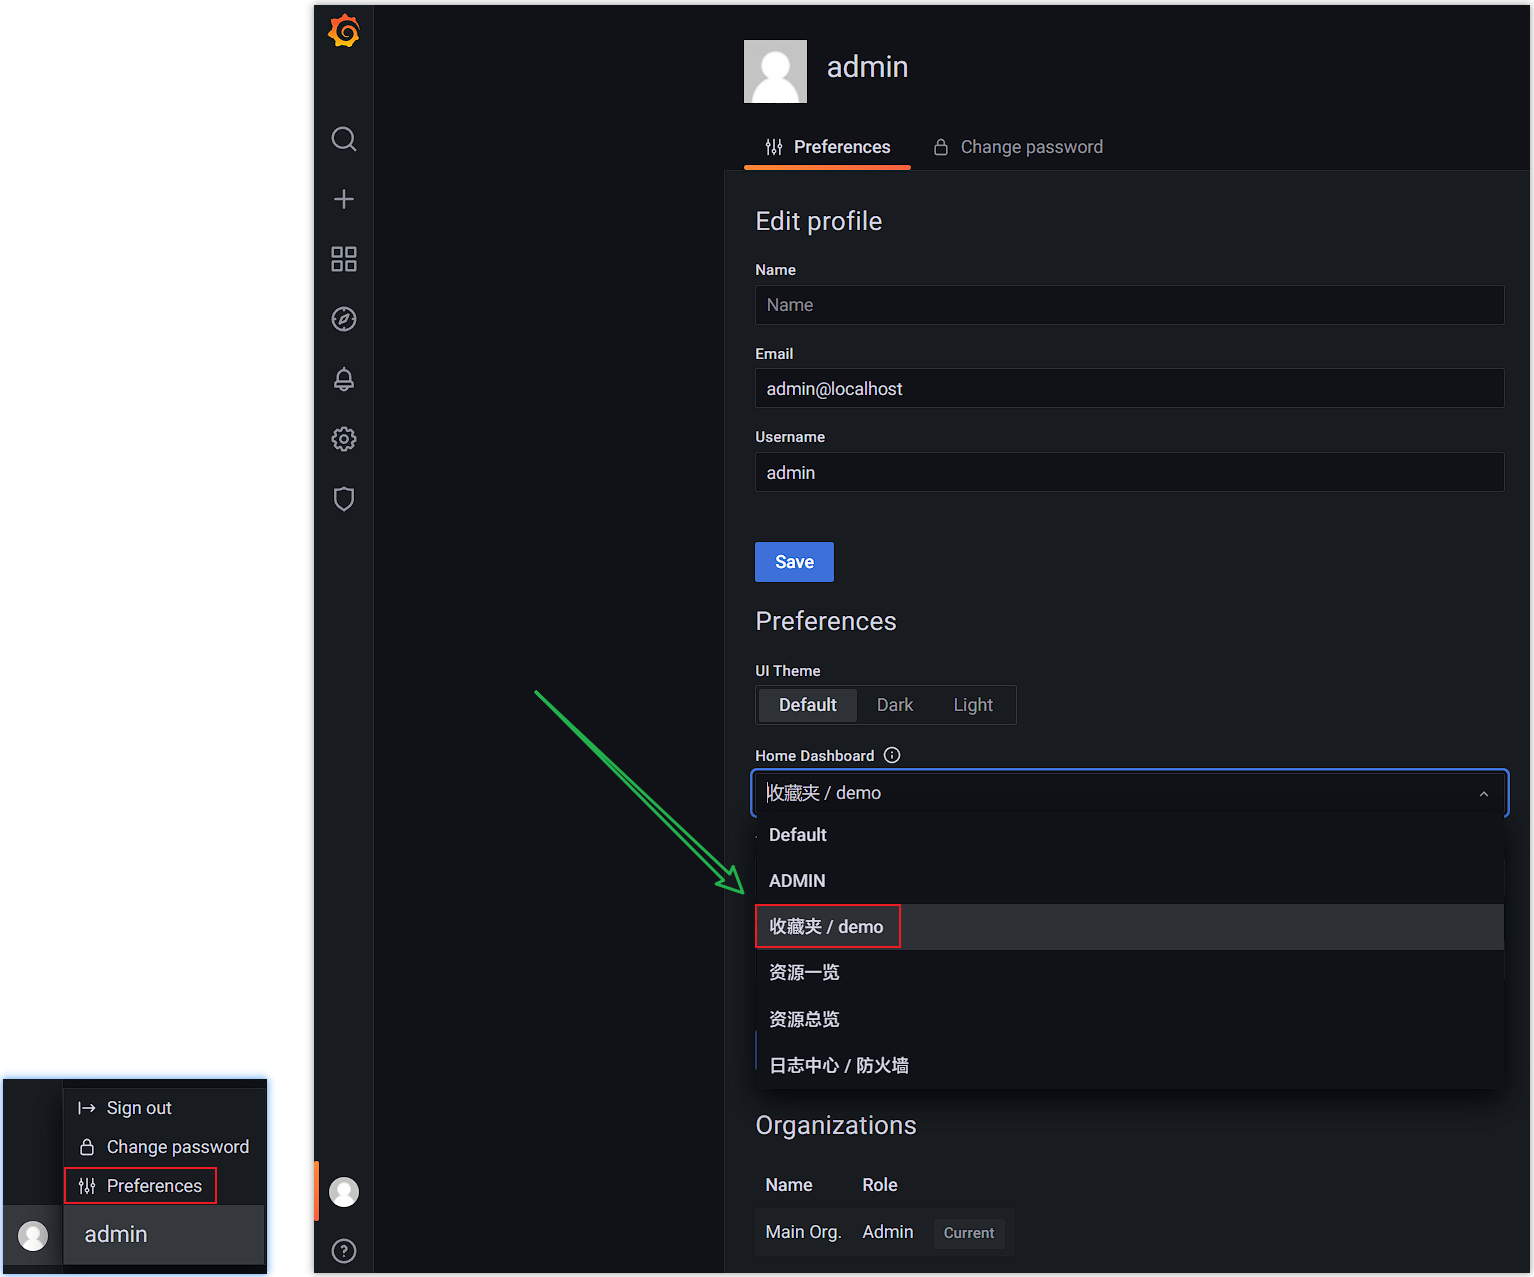 admin
Preferences
Change password
Edit profile
Name
Name
Email
admin@localhost
Username
admin
Save
Preferences
UI Theme
Default Dark Light
Home Dashboard
收藏夹 / demo
Default
ADMIN
收藏夹 / demo
资源一览
资源总览
日志中心 / 防火墙
Organizations
Name Role
Main Org. Admin Current
Sign out
Change password
Preferences
admin